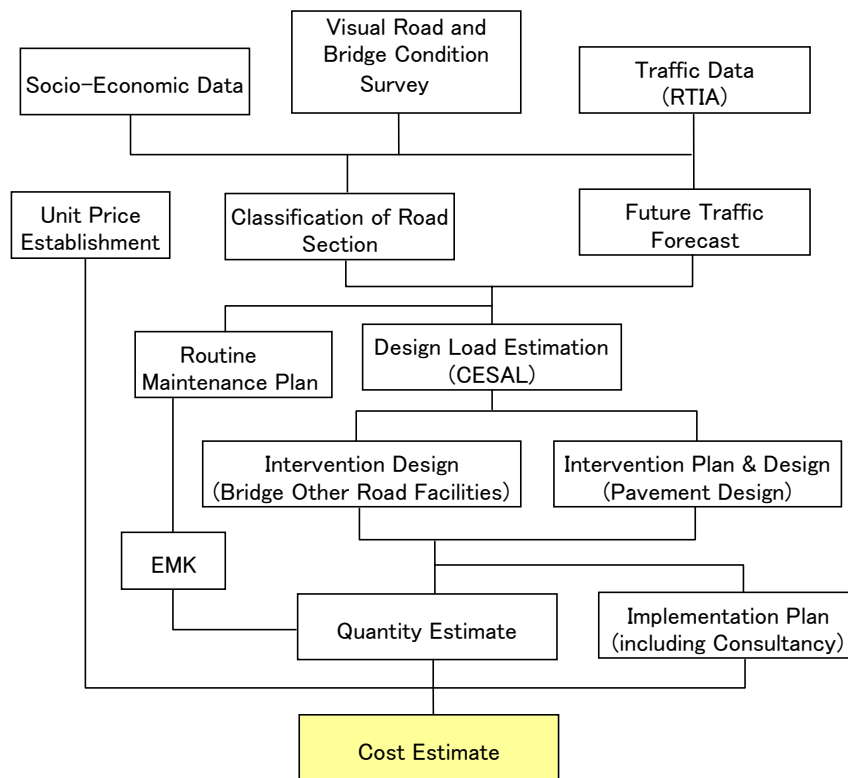 Visual Road and
Bridge Condition
Survey
Socio-Economic Data
Traffic Data
(RTIA)
Unit Price
Establishment
Classification of Road
Section
Future Traffic
Forecast
Routine
Maintenance Plan
Design Load Estimation
(CESAL)
Intervention Design
(Bridge Other Road Facilities)
Intervention Plan & Design
(Pavement Design)
EMK
Quantity Estimate
Implementation Plan
(including Consultancy)
Cost Estimate